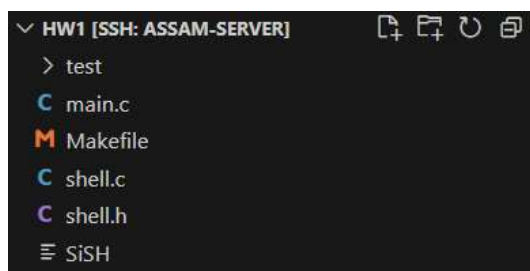 HW1 [SSH: ASSAM-SERVER]
test
C main.c
M Makefile
C shell.c
C shell.h
SiSH